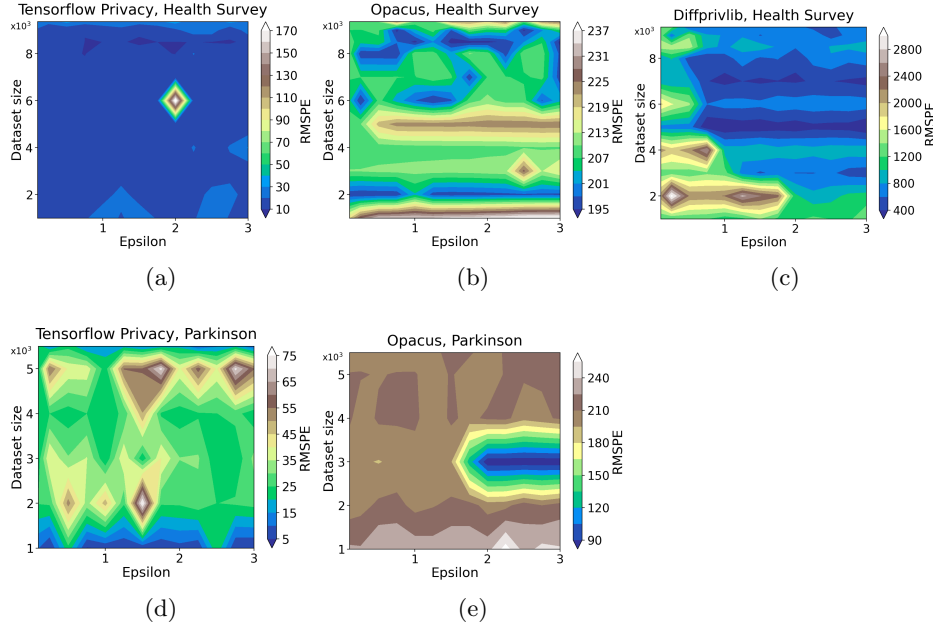 Tensorflow Privacy, Health Survey
x10³
8
6
4
2
1
2
3
Epsilon
Dataset size
170
150
130
110
90
70
50
30
10
RMSPE
(a)
Opacus, Health Survey
x10³
8
6
4
2
1
2
3
Epsilon
Dataset size
237
231
225
219
213
207
201
195
RMSPE
(b)
Diffprivlib, Health Survey
x10³
8
6
4
2
1
2
3
Epsilon
Dataset size
2800
2400
2000
1600
1200
800
400
RMSPE
(c)
Tensorflow Privacy, Parkinson
x10³
5
4
3
2
1
1
2
3
Epsilon
Dataset size
75
65
55
45
35
25
15
5
RMSPE
(d)
Opacus, Parkinson
x10³
5
4
3
2
1
1
2
3
Epsilon
Dataset size
240
210
180
150
120
90
RMSPE
(e)